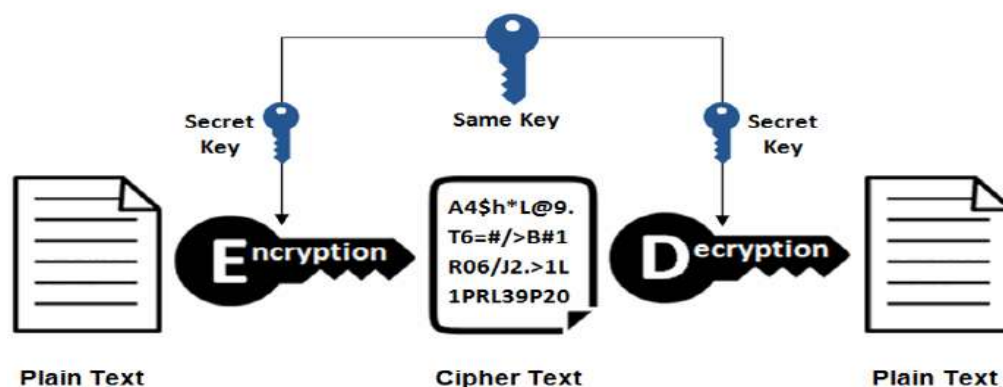 Secret
Key
Same Key
Secret
Key
Encryption
A4$h*L@9.
T6=#/>B#1
R06/J2.>1L
1PRL39P20
Decryption
Plain Text
Cipher Text
Plain Text